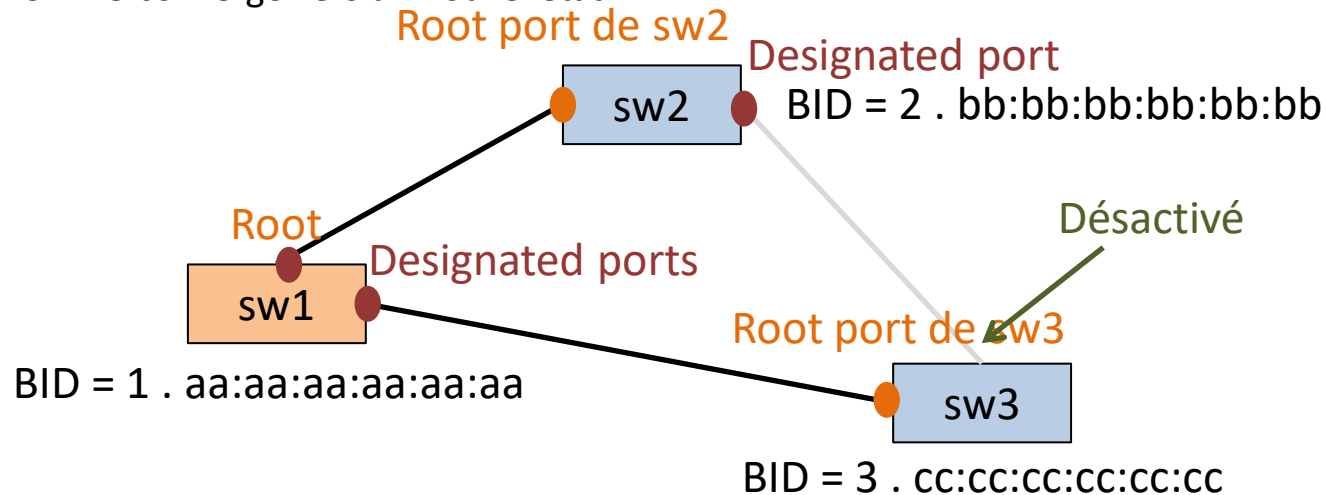 Root port de sw2
Designated port
sw2
BID = 2 . bb:bb:bb:bb:bb:bb
Root
Désactivé
Designated ports
sw1
Root port de sw3
BID = 1 . aa:aa:aa:aa:aa:aa
sw3
BID = 3 . cc:cc:cc:cc:cc:cc